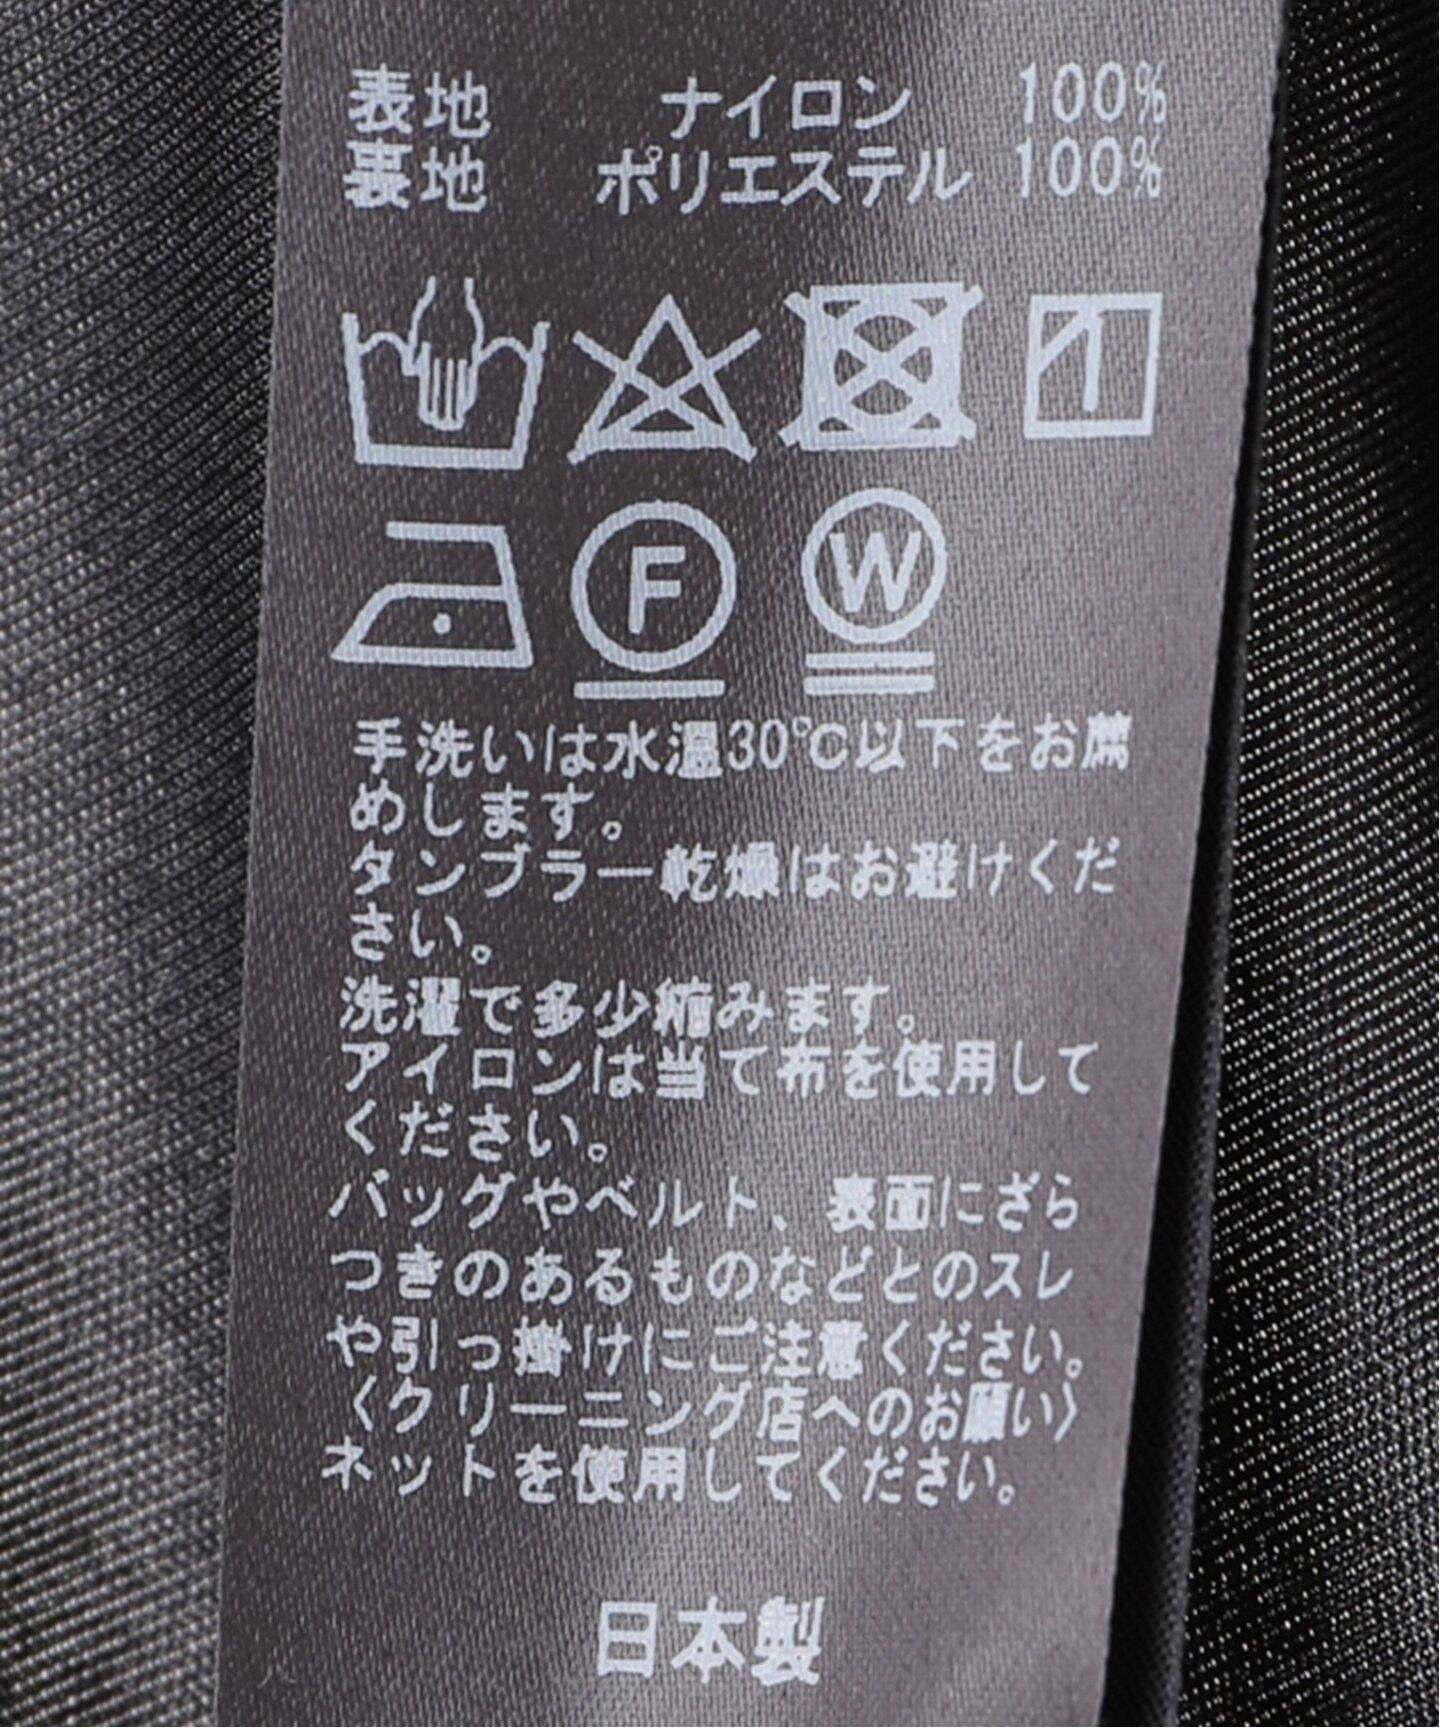 表地 ナイロン 100%
裏地 ポリエステル 100%
F W
手洗いは水温30℃以下をお薦
めします。
タンブラー乾燥はお避けくだ
さい。
洗濯で多少縮みます。
アイロンは当て布を使用して
ください。
バッグやベルト、表面にざら
つきのあるものなどとのスレ
や引っ掛けにご注意ください。
〈クリーニング店へのお願い〉
ネットを使用してください。
日本製